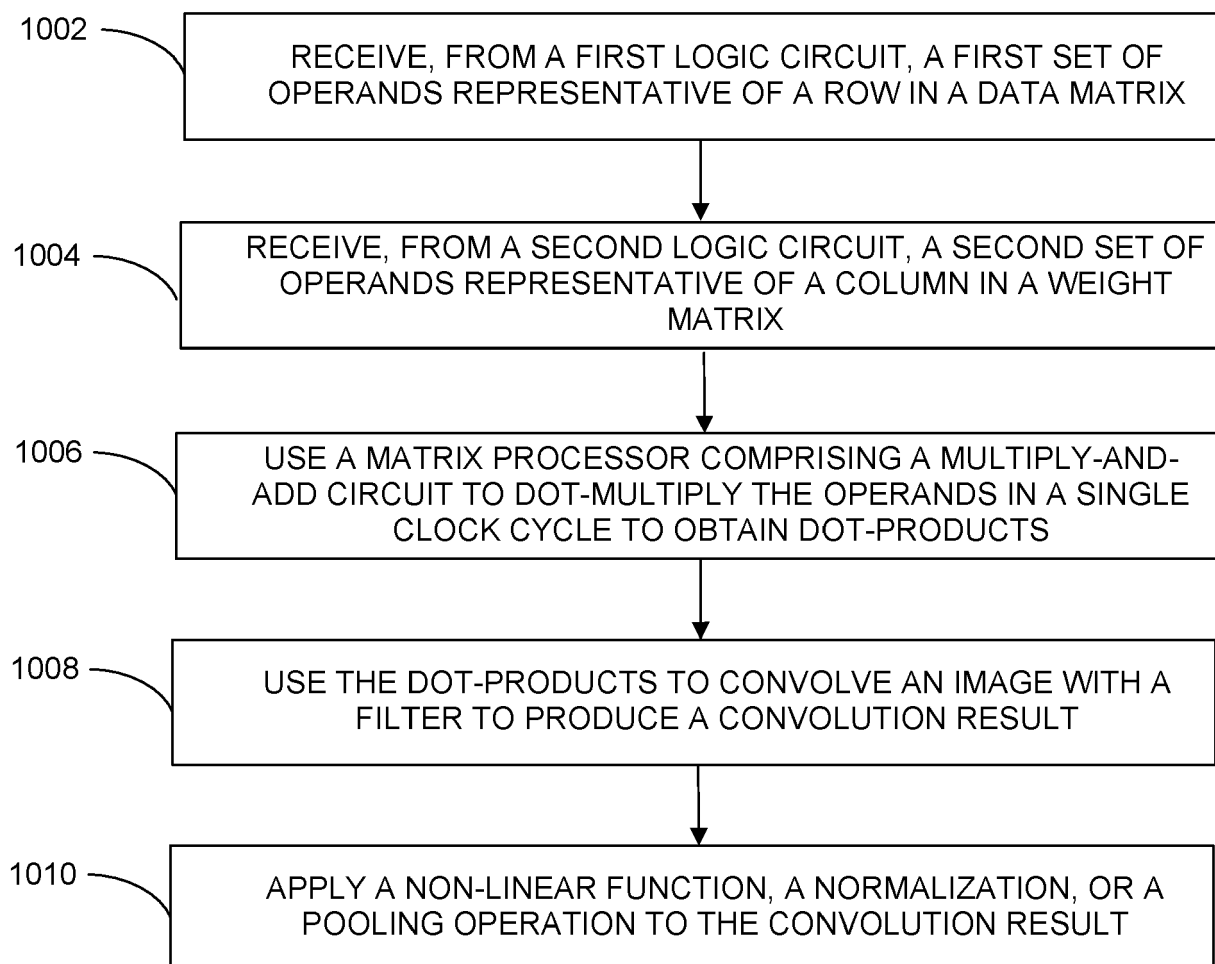 1002
RECEIVE, FROM A FIRST LOGIC CIRCUIT, A FIRST SET OF
OPERANDS REPRESENTATIVE OF A ROW IN A DATA MATRIX
1004
RECEIVE, FROM A SECOND LOGIC CIRCUIT, A SECOND SET OF
OPERANDS REPRESENTATIVE OF A COLUMN IN A WEIGHT
MATRIX
1006
USE A MATRIX PROCESSOR COMPRISING A MULTIPLY-AND-
ADD CIRCUIT TO DOT-MULTIPLY THE OPERANDS IN A SINGLE
CLOCK CYCLE TO OBTAIN DOT-PRODUCTS
1008
USE THE DOT-PRODUCTS TO CONVOLVE AN IMAGE WITH A
FILTER TO PRODUCE A CONVOLUTION RESULT
1010
APPLY A NON-LINEAR FUNCTION, A NORMALIZATION, OR A
POOLING OPERATION TO THE CONVOLUTION RESULT